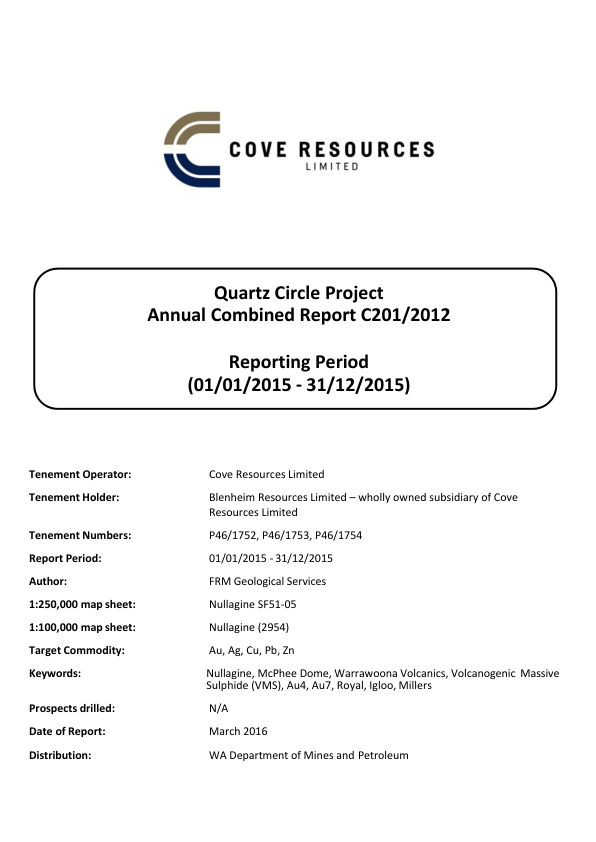 COVE RESOURCES
LIMITED
Quartz Circle Project
Annual Combined Report C201/2012
Reporting Period
(01/01/2015 - 31/12/2015)
Tenement Operator: Cove Resources Limited
Tenement Holder: Blenheim Resources Limited – wholly owned subsidiary of Cove
Resources Limited
Tenement Numbers: P46/1752, P46/1753, P46/1754
Report Period: 01/01/2015 - 31/12/2015
Author: FRM Geological Services
1:250,000 map sheet: Nullagine SF51-05
1:100,000 map sheet: Nullagine (2954)
Target Commodity: Au, Ag, Cu, Pb, Zn
Keywords: Nullagine, McPhee Dome, Warrawoona Volcanics, Volcanogenic Massive
Sulphide (VMS), Au4, Au7, Royal, Igloo, Millers
Prospects drilled: N/A
Date of Report: March 2016
Distribution: WA Department of Mines and Petroleum